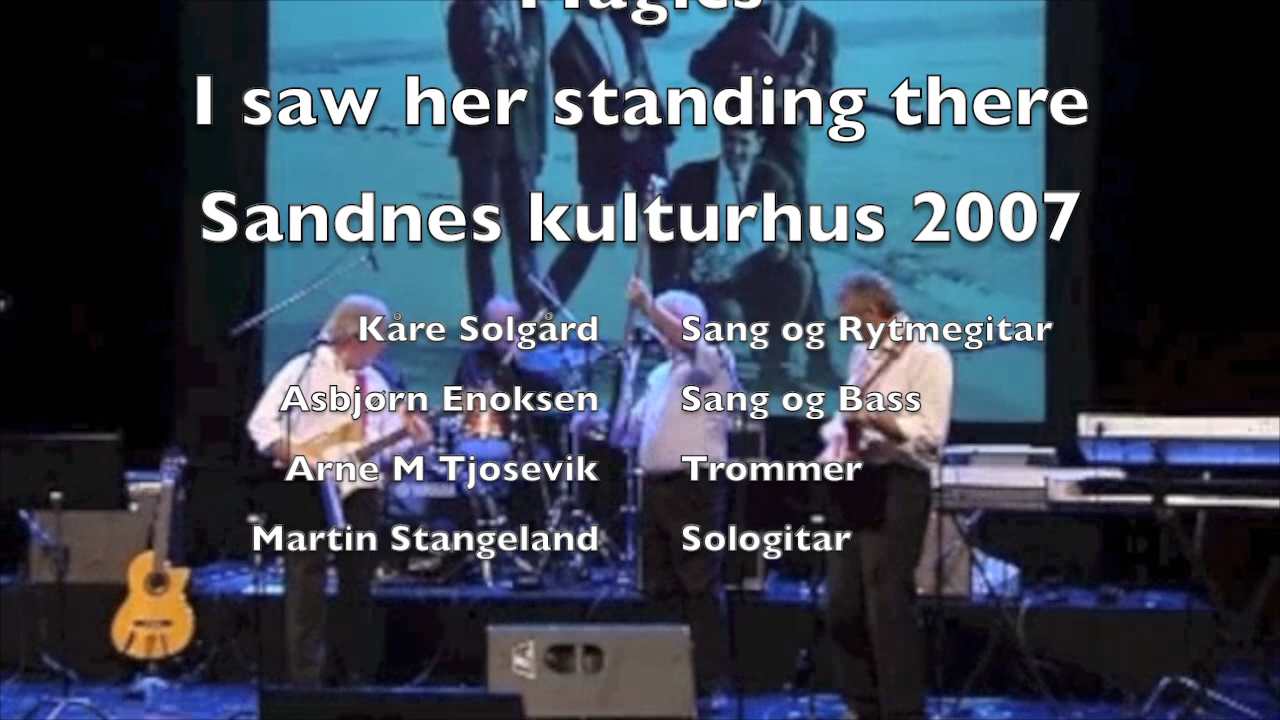 Magics
I saw her standing there
Sandnes kulturhus 2007
Kåre Solgård Sang og Rytmegitar
Asbjørn Enoksen Sang og Bass
Arne M Tjosevik Trommer
Martin Stangeland Sologitar